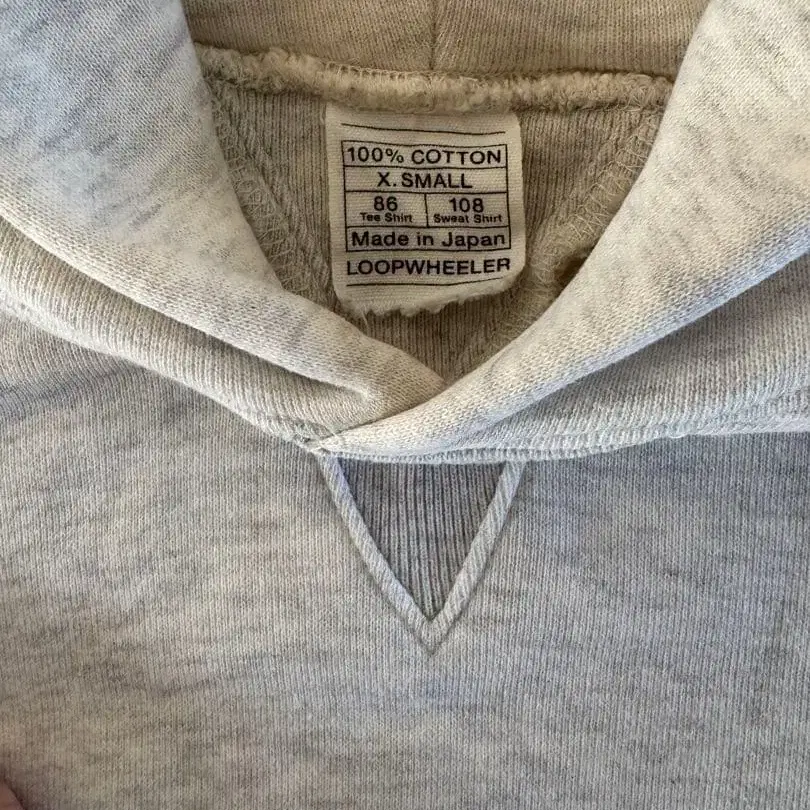 100% COTTON
X. SMALL
86 108
Tee Shirt Sweat Shirt
Made in Japan
LOOPWHEELER